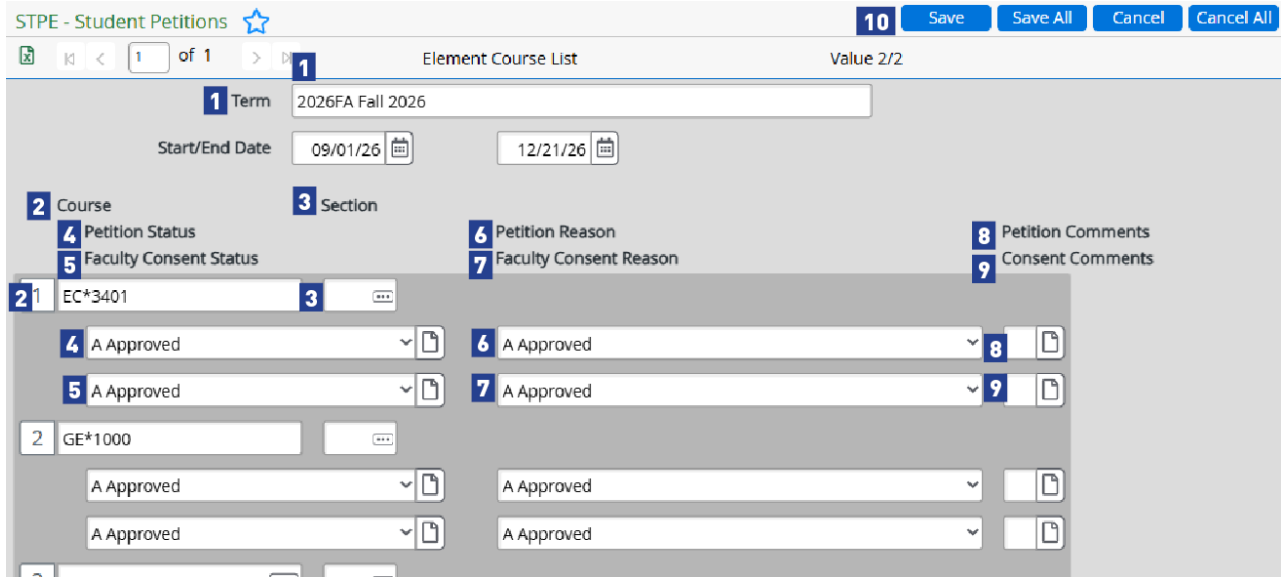 STPE - Student Petitions 10 Save Save All Cancel Cancel All
1 of 1 Element Course List Value 2/2
1
1 Term 2026FA Fall 2026
Start/End Date 09/01/26 12/21/26
2 Course 3 Section
4 Petition Status 6 Petition Reason 8 Petition Comments
5 Faculty Consent Status 7 Faculty Consent Reason 9 Consent Comments
2 1 EC*3401 3
4 A Approved 6 A Approved 8
5 A Approved 7 A Approved 9
2 GE*1000
A Approved A Approved
A Approved A Approved